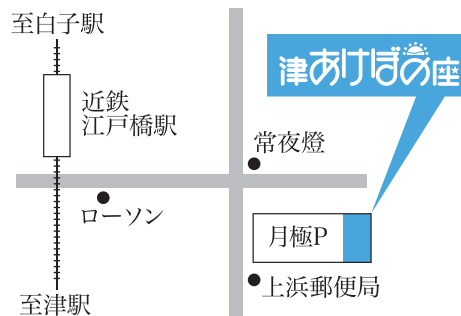 至白子駅
津あけぼの座
近鉄
江戸橋駅
常夜燈
ローソン
月極P
上浜郵便局
至津駅